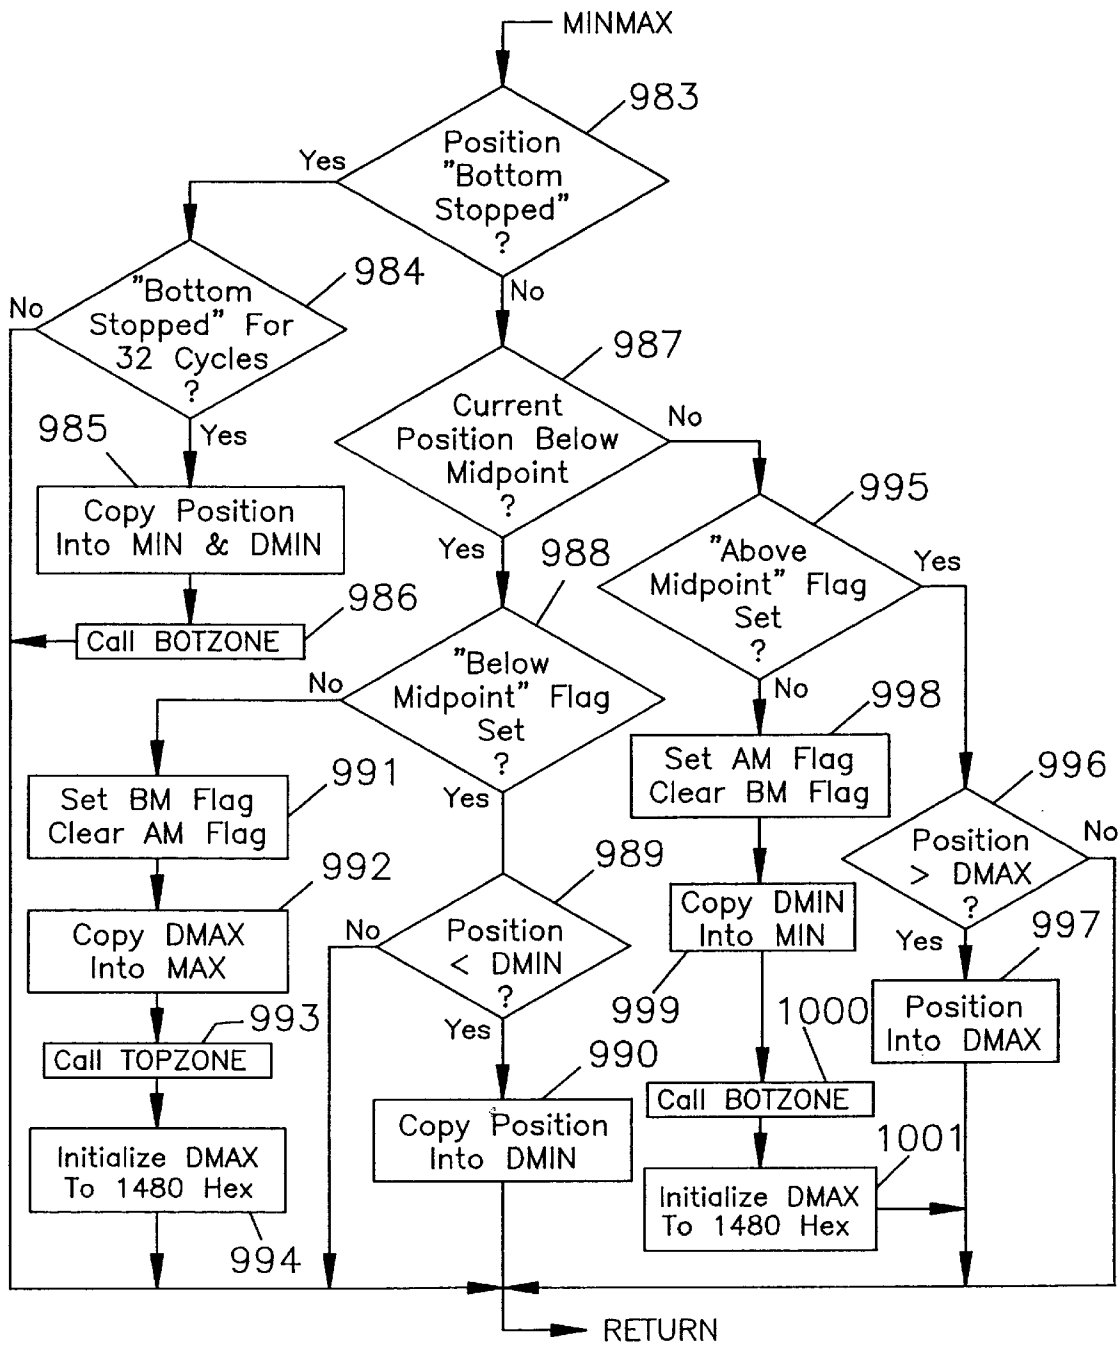 MINMAX
983
Position
"Bottom
Stopped"
?
Yes
No
984
"Bottom
Stopped" For
32 Cycles
?
No
Yes
985
Copy Position
Into MIN & DMIN
986
Call BOTZONE
987
Current
Position Below
Midpoint
?
No
Yes
988
"Below
Midpoint" Flag
Set
?
No
Yes
991
Set BM Flag
Clear AM Flag
992
Copy DMAX
Into MAX
993
Call TOPZONE
Initialize DMAX
To 1480 Hex
994
989
Position
< DMIN
?
No
Yes
990
Copy Position
Into DMIN
995
"Above
Midpoint" Flag
Set
?
Yes
No
998
Set AM Flag
Clear BM Flag
Copy DMIN
Into MIN
999
1000
Call BOTZONE
1001
Initialize DMAX
To 1480 Hex
996
Position
> DMAX
?
No
Yes
997
Position
Into DMAX
RETURN